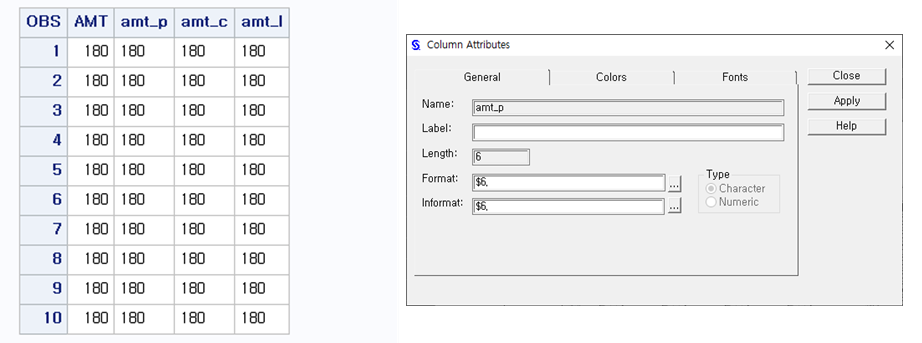 OBS AMT amt_p amt_c amt_l
1 180 180 180 180
2 180 180 180 180
3 180 180 180 180
4 180 180 180 180
5 180 180 180 180
6 180 180 180 180
7 180 180 180 180
8 180 180 180 180
9 180 180 180 180
10 180 180 180 180
Column Attributes
General Colors Fonts
Close
Apply
Help
Name: amt_p
Label:
Length: 6
Format: $6, ...
Informat: $6, ...
Type
Character
Numeric